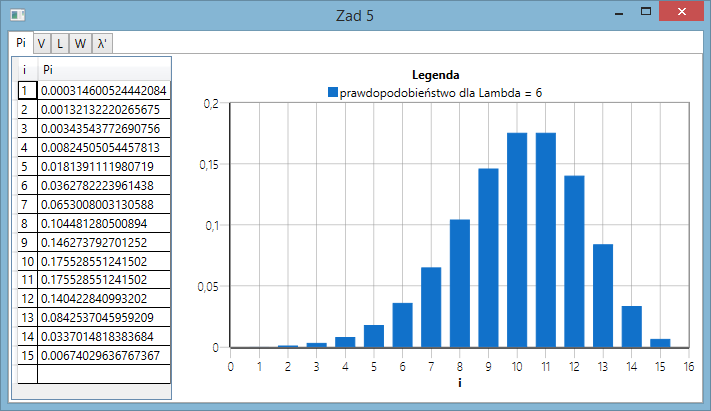 Zad 5
Pi V L W λ'
i Pi
1 0.000314600524442084
2 0.00132132220265675
3 0.00343543772690756
4 0.00824505054457813
5 0.0181391111980719
6 0.0362782223961438
7 0.0653008003130588
8 0.104481280500894
9 0.146273792701252
10 0.175528551241502
11 0.175528551241502
12 0.140422840993202
13 0.0842537045959209
14 0.0337014818383684
15 0.00674029636767367
Legenda
prawdopodobieństwo dla Lambda = 6
0,2
0,15
0,1
0,05
0
0 1 2 3 4 5 6 7 8 9 10 11 12 13 14 15 16
i